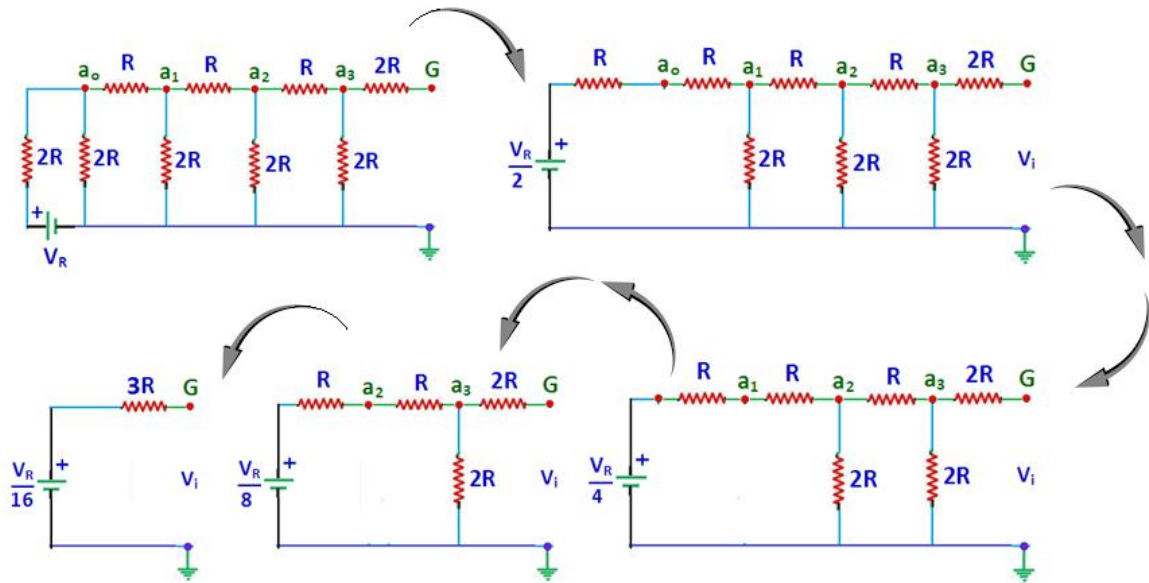 aₒ R a₁ R a₂ R a₃ 2R G
2R 2R 2R 2R 2R
+
V_R
R aₒ R a₁ R a₂ R a₃ 2R G
V_R/2 + 2R 2R 2R Vᵢ
3R G
V_R/16 + Vᵢ
R a₂ R a₃ 2R G
V_R/8 + 2R Vᵢ
R a₁ R a₂ R a₃ 2R G
V_R/4 + 2R 2R Vᵢ